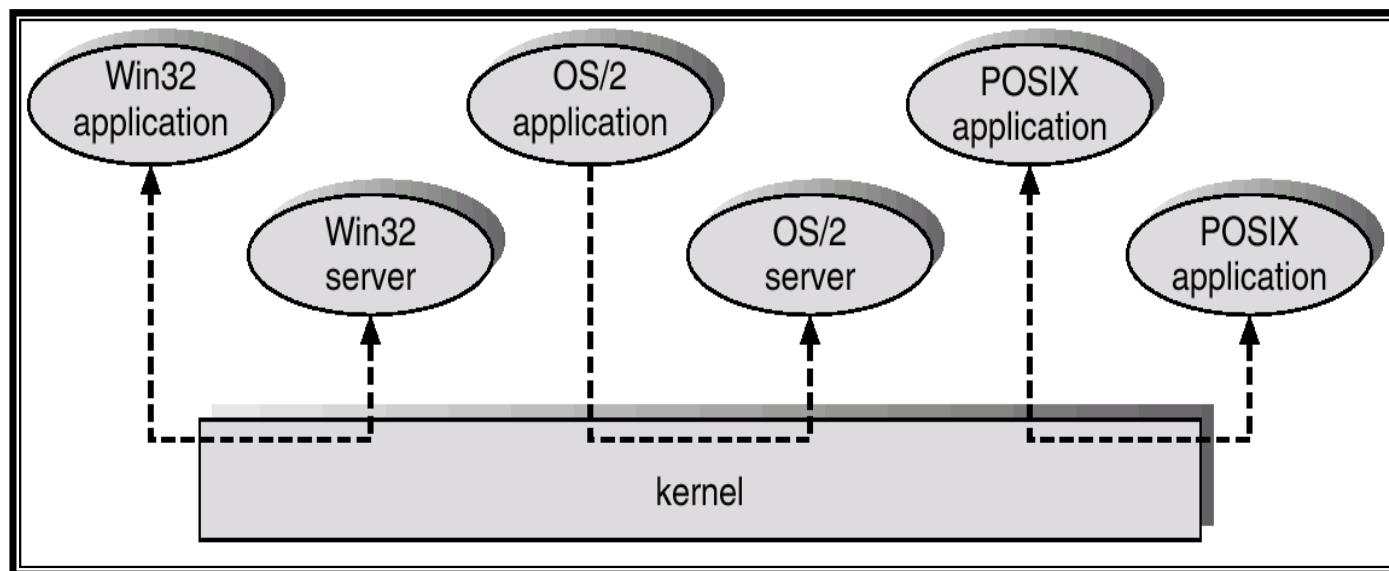 Win32
application
OS/2
application
POSIX
application
Win32
server
OS/2
server
POSIX
application
kernel